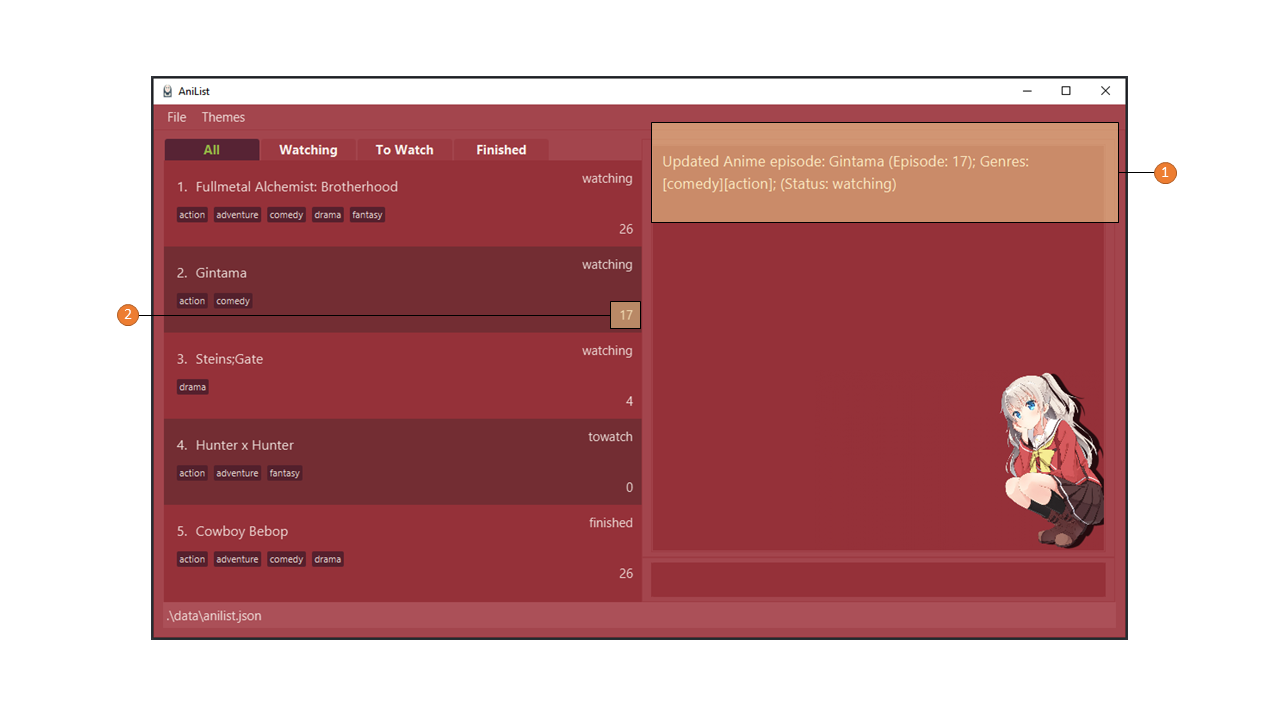 AniList
File Themes
All Watching To Watch Finished
1. Fullmetal Alchemist: Brotherhood
watching
action adventure comedy drama fantasy
26
2. Gintama
watching
action comedy
17
3. Steins;Gate
watching
drama
4
4. Hunter x Hunter
towatch
action adventure fantasy
0
5. Cowboy Bebop
finished
action adventure comedy drama
26
Updated Anime episode: Gintama (Episode: 17); Genres:
[comedy][action]; (Status: watching)
1
2
.\data\anilist.json